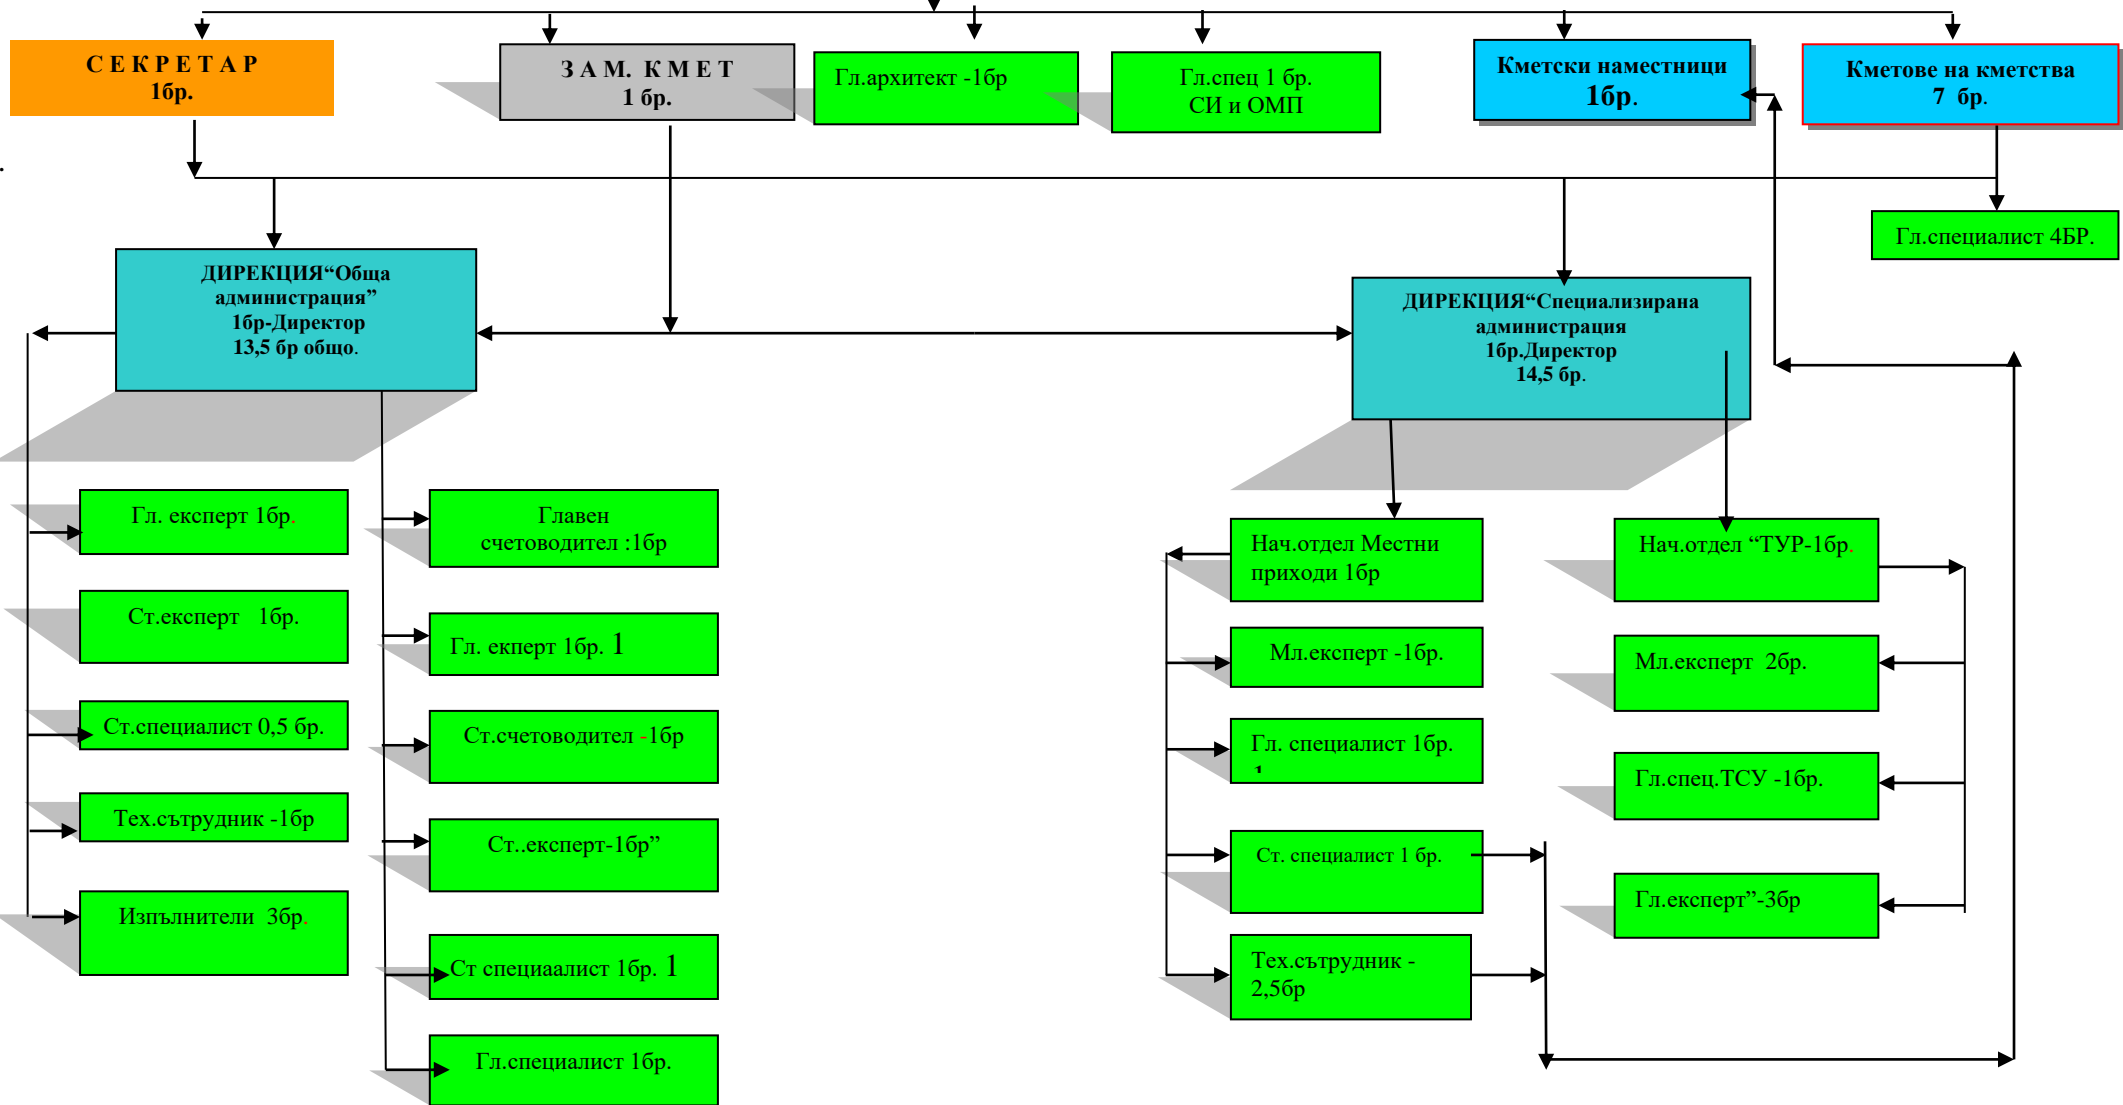 С Е К Р Е Т А Р
1бр.
З А М. К М Е Т
1 бр.
Гл.архитект -1бр
Гл.спец 1 бр.
СИ и ОМП
Кметски наместници
1бр.
Кметове на кметства
7 бр.
.
Гл.специалист 4БР.
ДИРЕКЦИЯ“Обща
администрация”
1бр-Директор
13,5 бр общо.
ДИРЕКЦИЯ“Специализирана
администрация
1бр.Директор
14,5 бр.
Гл. експерт 1бр.
Ст.експерт 1бр.
Ст.специалист 0,5 бр.
Тех.сътрудник -1бр
Изпълнители 3бр.
Главен
счетоводител :1бр
Гл. екперт 1бр. 1
Ст.счетоводител -1бр
Ст..експерт-1бр”
Ст специаалист 1бр. 1
Гл.специалист 1бр.
Нач.отдел Местни
приходи 1бр
Мл.експерт -1бр.
Гл. специалист 1бр.
Ст. специалист 1 бр.
Тех.сътрудник -
2,5бр
Нач.отдел “ТУР-1бр.
Мл.експерт 2бр.
Гл.спец.ТСУ -1бр.
Гл.експерт”-3бр